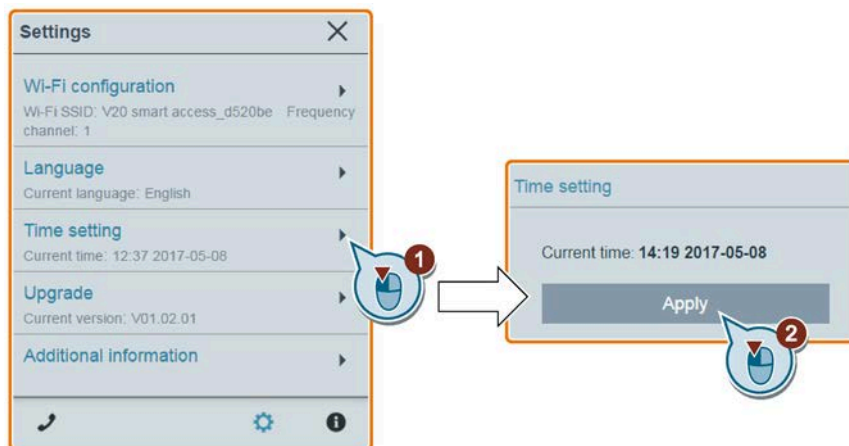 Settings
Wi-Fi configuration
Wi-Fi SSID: V20 smart access_d520be Frequency
channel: 1
Language
Current language: English
Time setting
Current time: 12:37 2017-05-08
1
Upgrade
Current version: V01.02.01
Additional information
Time setting
Current time: 14:19 2017-05-08
Apply
2